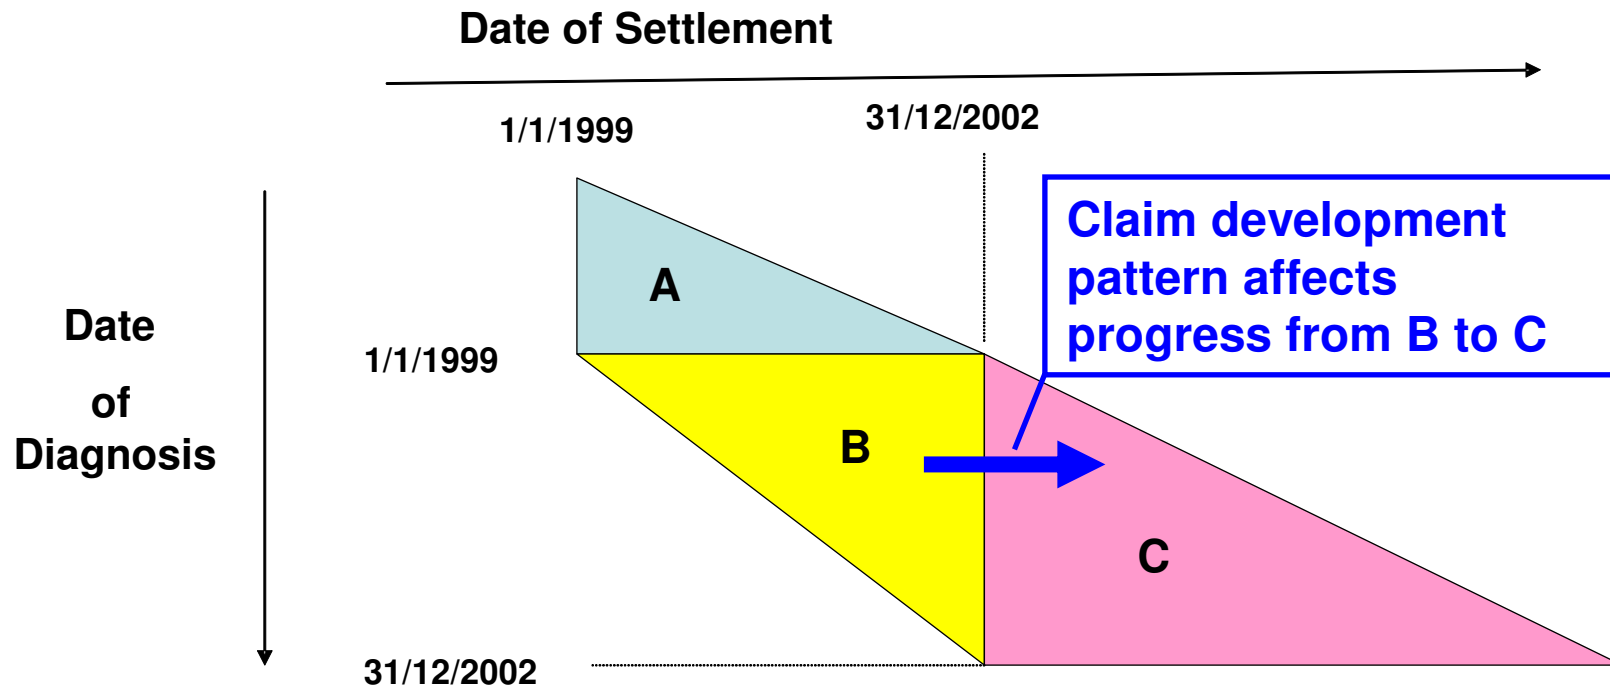 Date of Settlement
1/1/1999
31/12/2002
Claim development
pattern affects
progress from B to C
A
Date
of
Diagnosis
1/1/1999
B
C
31/12/2002